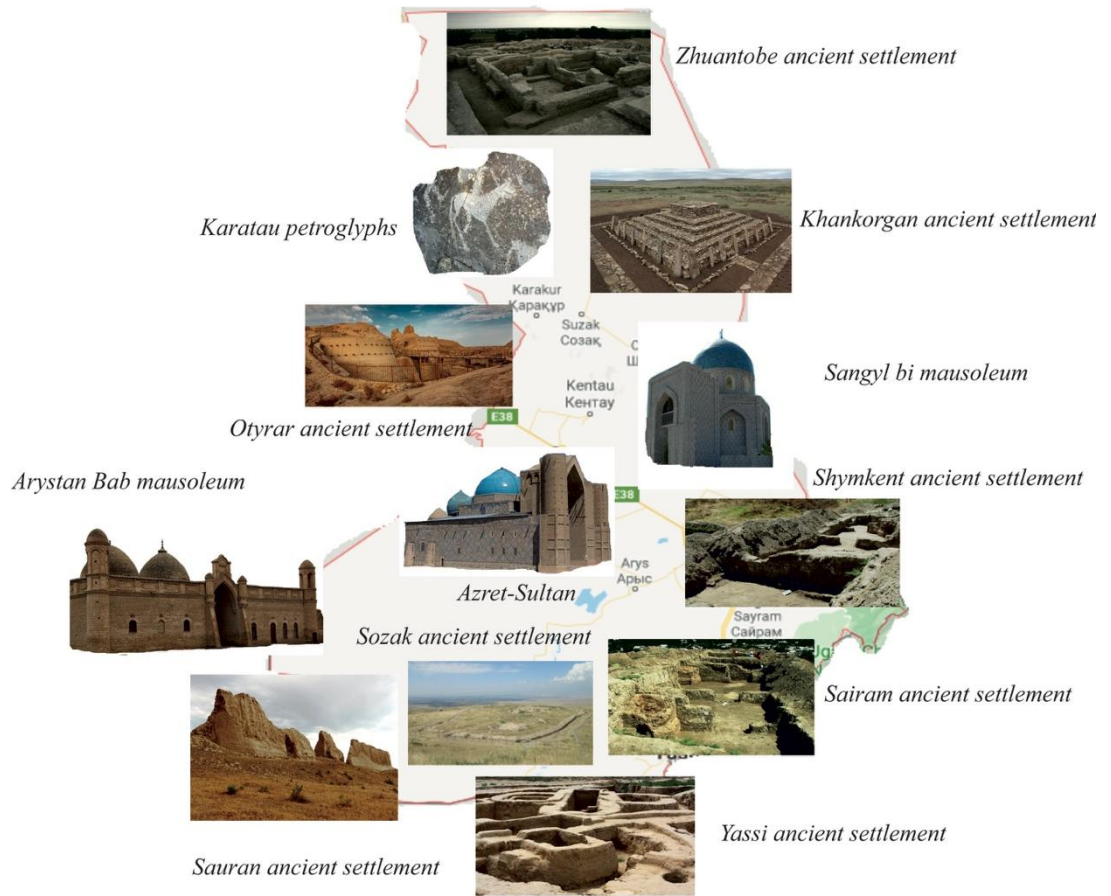 Zhuantobe ancient settlement
Karatau petroglyphs
Khankorgan ancient settlement
Karakur
Қарақұр
Suzak
Созақ
Kentau
Кентау
Sangyl bi mausoleum
E38
Otyrar ancient settlement
Arystan Bab mausoleum
Shymkent ancient settlement
E38
Arys
Арыс
Azret-Sultan
Sayram
Сайрам
Sozak ancient settlement
Sairam ancient settlement
Sauran ancient settlement
Yassi ancient settlement